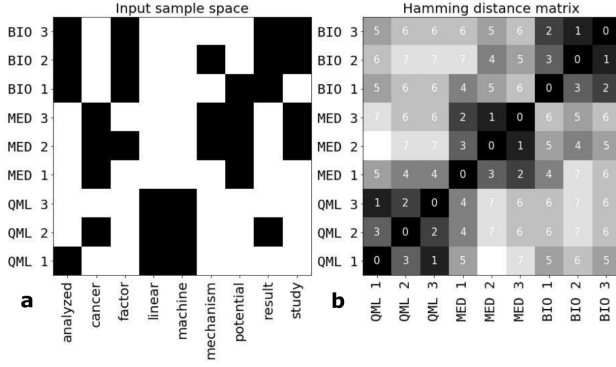 Input sample space
BIO 3
BIO 2
BIO 1
MED 3
MED 2
MED 1
QML 3
QML 2
QML 1
a
analyzed
cancer
factor
linear
machine
mechanism
potential
result
study
Hamming distance matrix
BIO 3 5 6 6 6 5 6 2 1 0
BIO 2 6 7 7 7 4 5 3 0 1
BIO 1 5 6 6 4 5 6 0 3 2
MED 3 7 6 6 2 1 0 6 5 6
MED 2 7 7 3 0 1 5 4 5
MED 1 5 4 4 0 3 2 4 7 6
QML 3 1 2 0 4 7 6 6 7 6
QML 2 3 0 2 4 7 6 6 7 6
QML 1 0 3 1 5 7 5 6 5
b
QML 1
QML 2
QML 3
MED 1
MED 2
MED 3
BIO 1
BIO 2
BIO 3